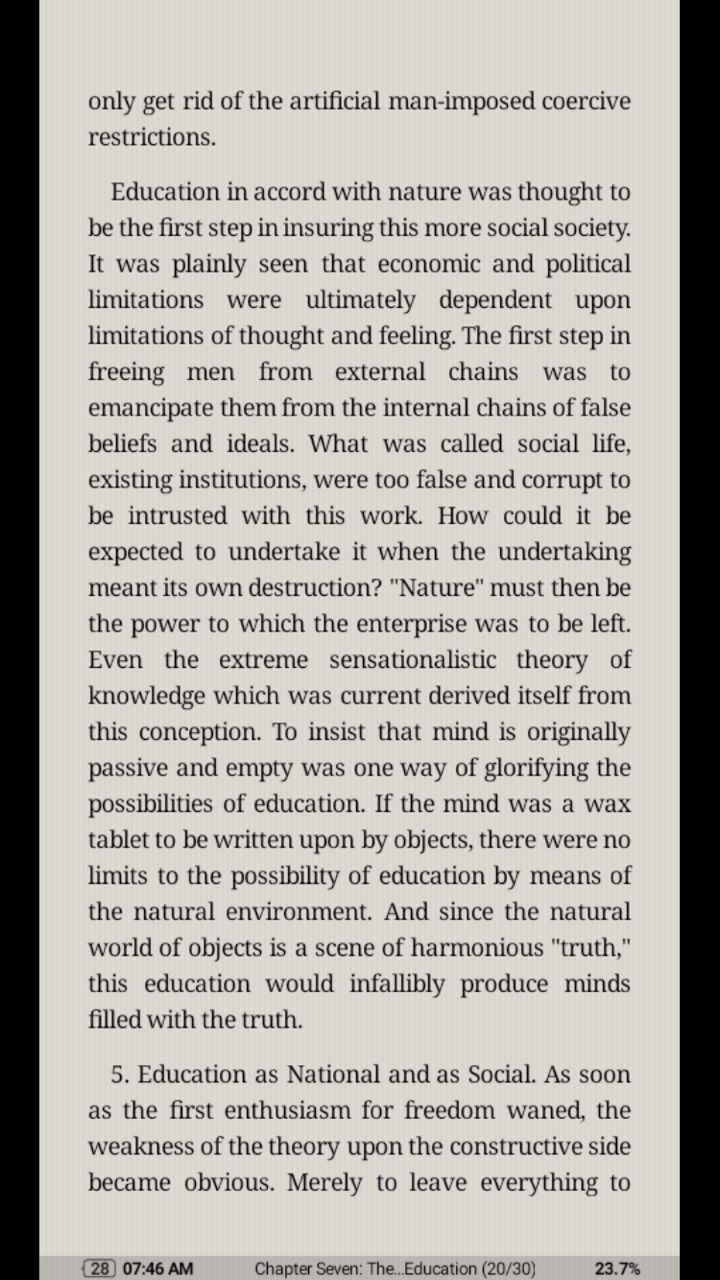 only get rid of the artificial man-imposed coercive
restrictions.
Education in accord with nature was thought to
be the first step in insuring this more social society.
It was plainly seen that economic and political
limitations were ultimately dependent upon
limitations of thought and feeling. The first step in
freeing men from external chains was to
emancipate them from the internal chains of false
beliefs and ideals. What was called social life,
existing institutions, were too false and corrupt to
be intrusted with this work. How could it be
expected to undertake it when the undertaking
meant its own destruction? "Nature" must then be
the power to which the enterprise was to be left.
Even the extreme sensationalistic theory of
knowledge which was current derived itself from
this conception. To insist that mind is originally
passive and empty was one way of glorifying the
possibilities of education. If the mind was a wax
tablet to be written upon by objects, there were no
limits to the possibility of education by means of
the natural environment. And since the natural
world of objects is a scene of harmonious "truth,"
this education would infallibly produce minds
filled with the truth.
5. Education as National and as Social. As soon
as the first enthusiasm for freedom waned, the
weakness of the theory upon the constructive side
became obvious. Merely to leave everything to
28 07:46 AM Chapter Seven: The...Education (20/30) 23.7%